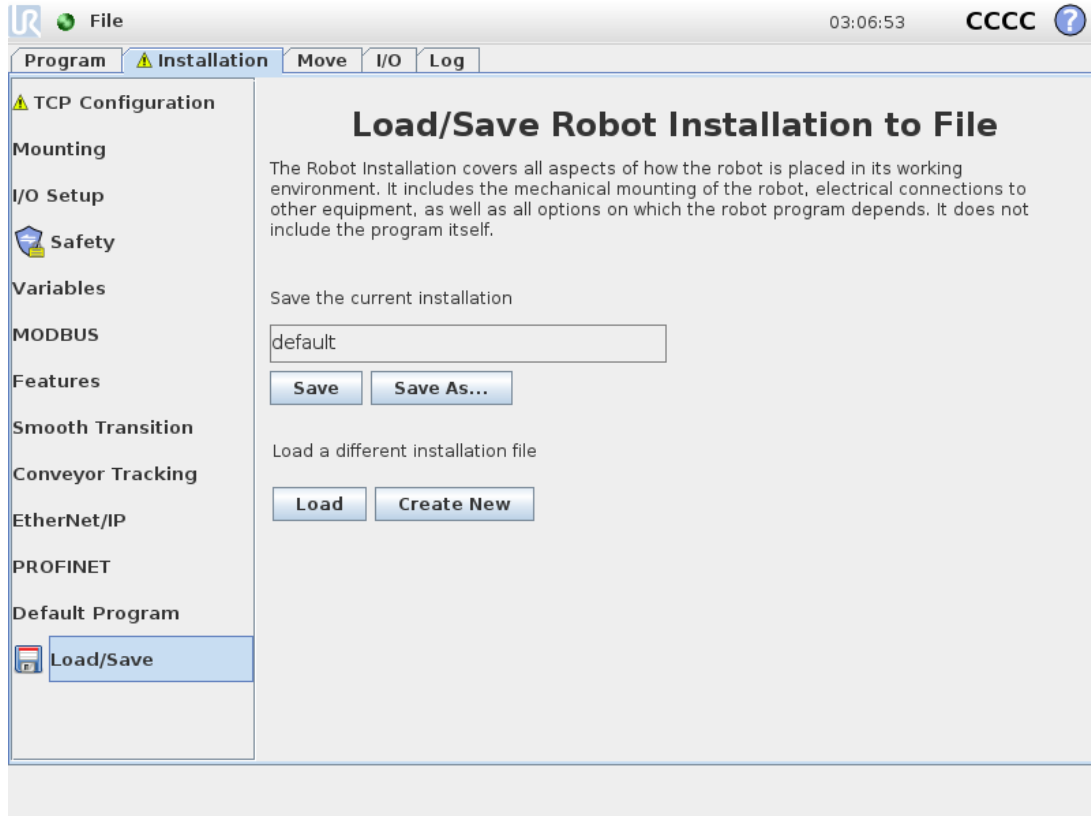 UR File 03:06:53 CCCC ?
Program Installation Move I/O Log
TCP Configuration
Mounting
I/O Setup
Safety
Variables
MODBUS
Features
Smooth Transition
Conveyor Tracking
EtherNet/IP
PROFINET
Default Program
Load/Save
Load/Save Robot Installation to File
The Robot Installation covers all aspects of how the robot is placed in its working
environment. It includes the mechanical mounting of the robot, electrical connections to
other equipment, as well as all options on which the robot program depends. It does not
include the program itself.
Save the current installation
default
Save Save As...
Load a different installation file
Load Create New